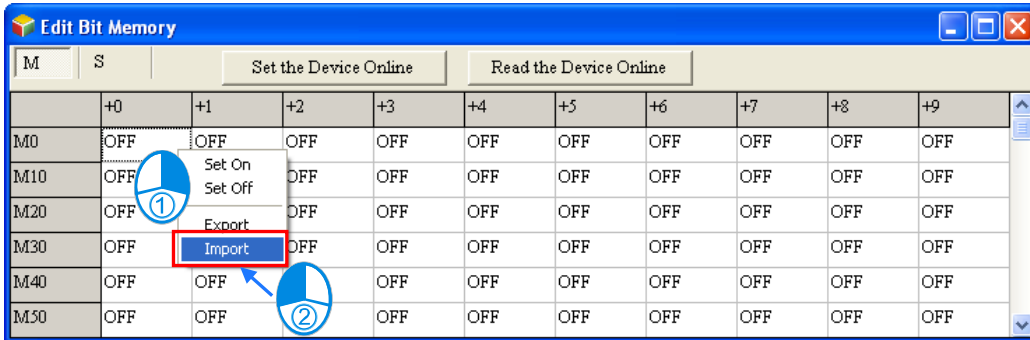 Edit Bit Memory
M S Set the Device Online Read the Device Online
+0 +1 +2 +3 +4 +5 +6 +7 +8 +9
M0 OFF OFF OFF OFF OFF OFF OFF OFF OFF OFF
Set On
M10 OFF OFF OFF OFF OFF OFF OFF OFF OFF
Set Off
M20 OFF ① OFF OFF OFF OFF OFF OFF OFF OFF
Export
M30 OFF Import OFF OFF OFF OFF OFF OFF OFF OFF
M40 OFF OFF OFF OFF OFF OFF OFF OFF OFF
M50 OFF OFF ② OFF OFF OFF OFF OFF OFF OFF